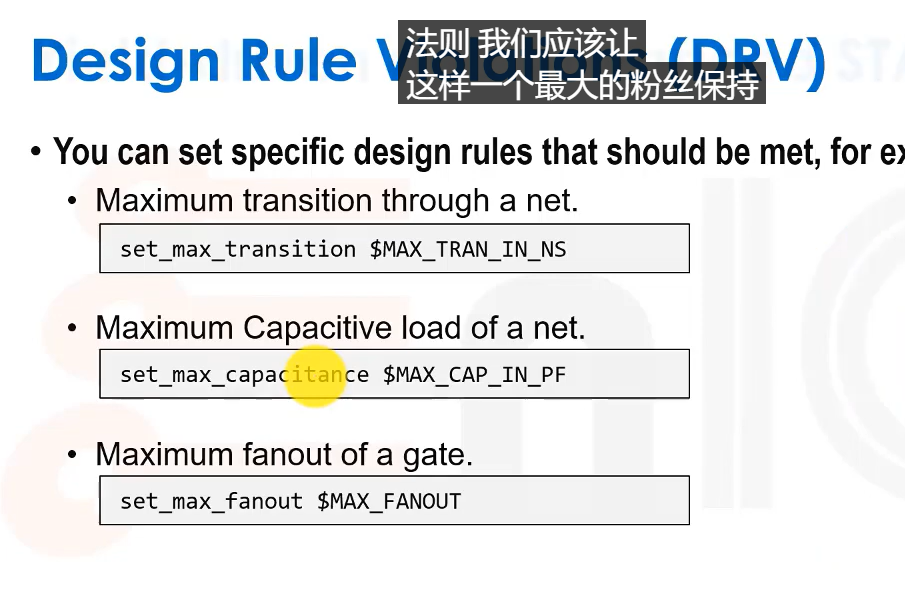 Design Rule V (DRV)
法则 我们应该让
这样一个最大的粉丝保持
• You can set specific design rules that should be met, for ex
• Maximum transition through a net.
set_max_transition $MAX_TRAN_IN_NS
• Maximum Capacitive load of a net.
set_max_capacitance $MAX_CAP_IN_PF
• Maximum fanout of a gate.
set_max_fanout $MAX_FANOUT